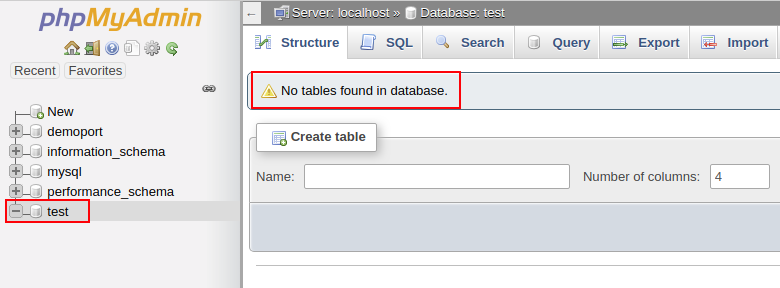 phpMyAdmin
Recent Favorites
New
demoport
information_schema
mysql
performance_schema
test
← Server: localhost » Database: test
Structure SQL Search Query Export Import
No tables found in database.
Create table
Name: Number of columns: 4